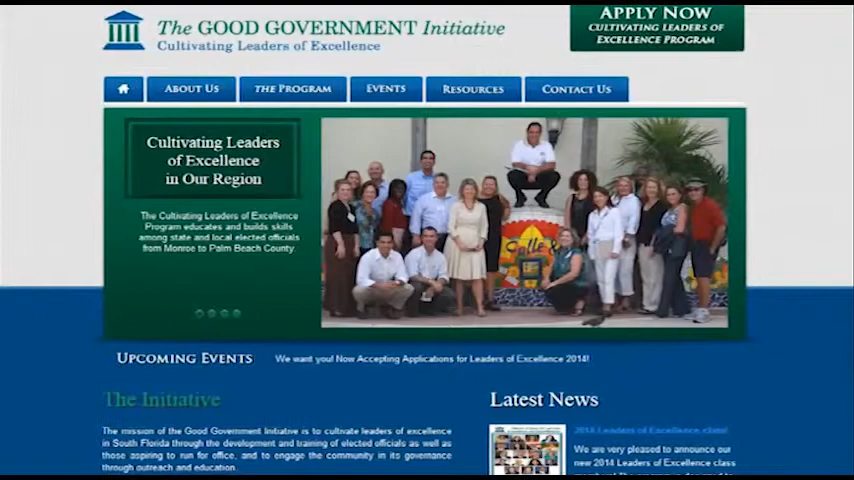 The GOOD GOVERNMENT Initiative
Cultivating Leaders of Excellence
APPLY NOW
CULTIVATING LEADERS OF
EXCELLENCE PROGRAM
ABOUT US
THE PROGRAM
EVENTS
RESOURCES
CONTACT US
Cultivating Leaders
of Excellence
in Our Region
The Cultivating Leaders of Excellence
Program educates and builds skills
among state and local elected officials
from Monroe to Palm Beach County.
Calle
UPCOMING EVENTS
We want you! Now Accepting Applications for Leaders of Excellence 2014!
The Initiative
The mission of the Good Government Initiative is to cultivate leaders of excellence
in South Florida through the development and training of elected officials as well as
those aspiring to run for office, and to engage the community in its governance
through outreach and education.
Latest News
2014 Leaders of Excellence class
We are very pleased to announce our
new 2014 Leaders of Excellence class